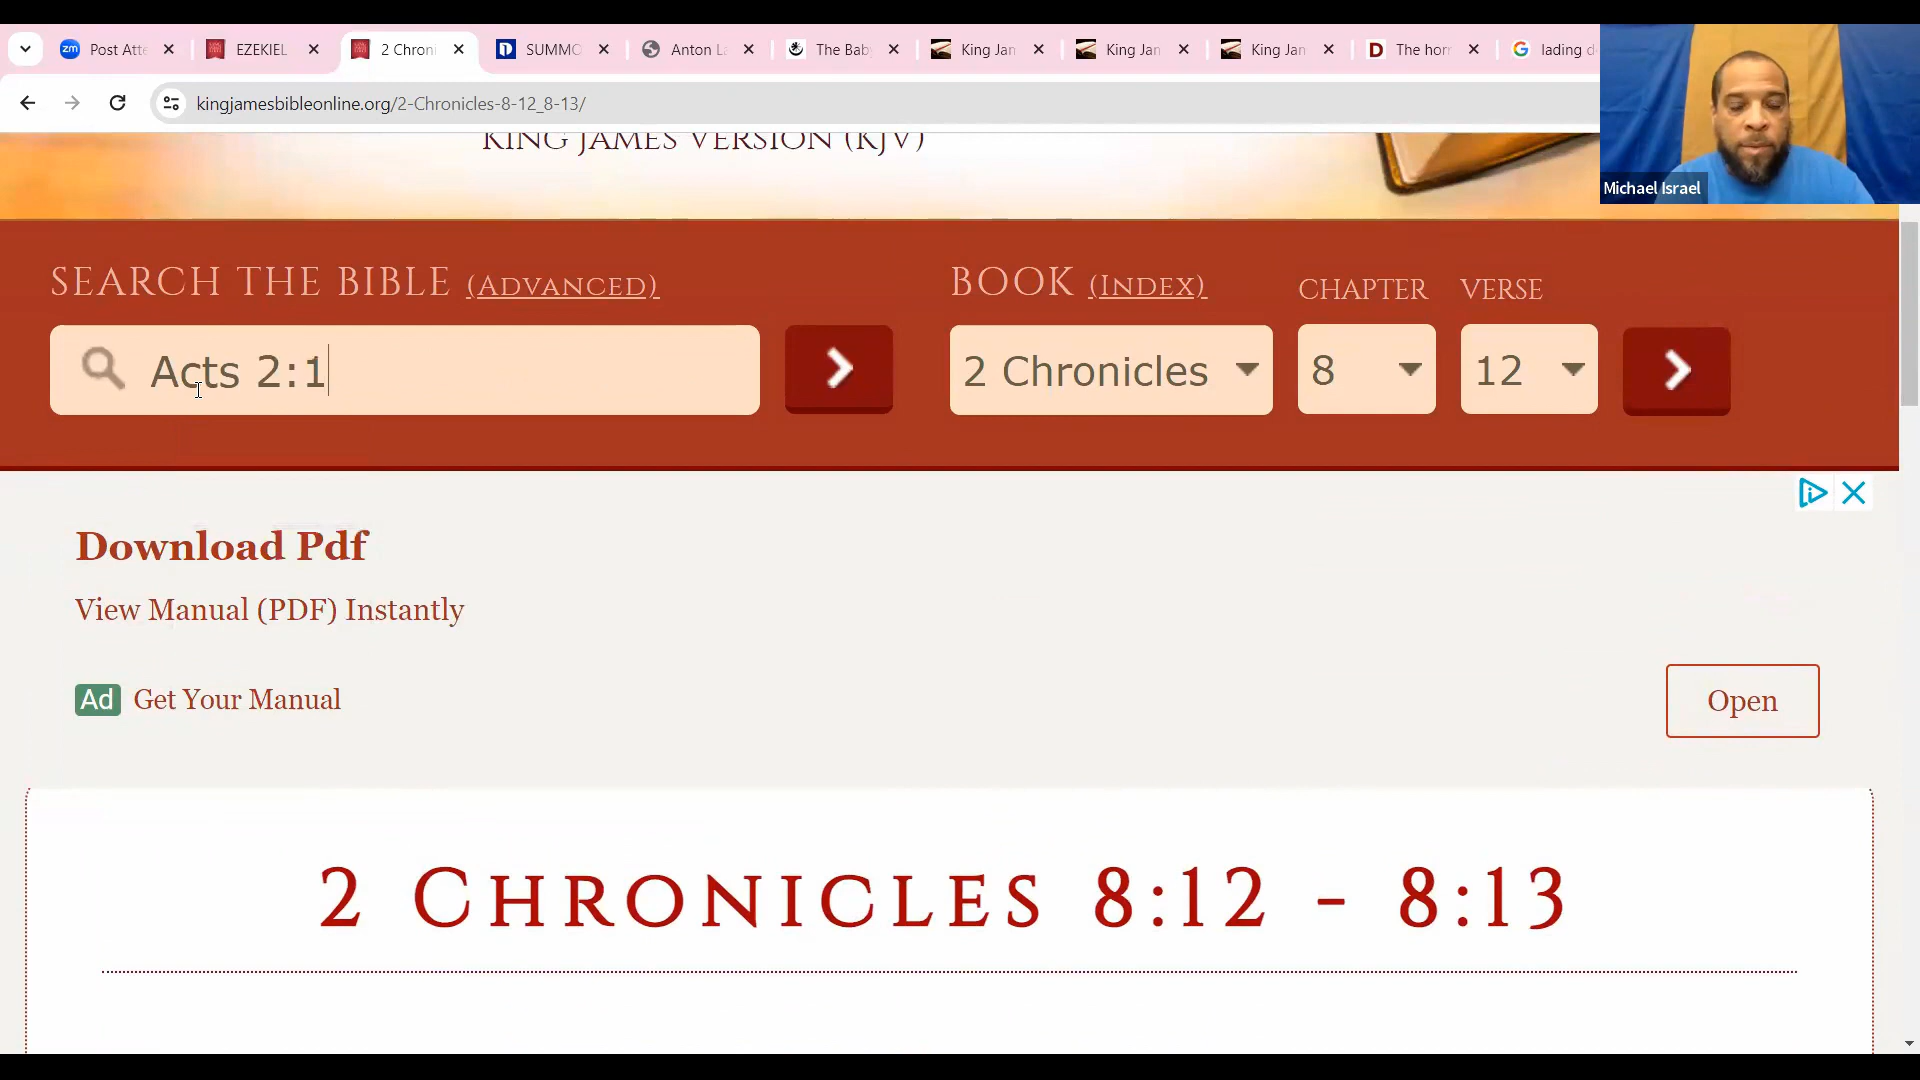 Post Atte
EZEKIEL
2 Chroni
SUMMO
Anton La
The Bab
King Jan
King Jan
King Jan
The horr
lading d
kingjamesbibleonline.org/2-Chronicles-8-12_8-13/
KING JAMES VERSION (KJV)
Michael Israel
SEARCH THE BIBLE (ADVANCED)
BOOK (INDEX)
CHAPTER
VERSE
Acts 2:1
2 Chronicles
8
12
Download Pdf
View Manual (PDF) Instantly
Ad Get Your Manual
Open
2 CHRONICLES 8:12 - 8:13